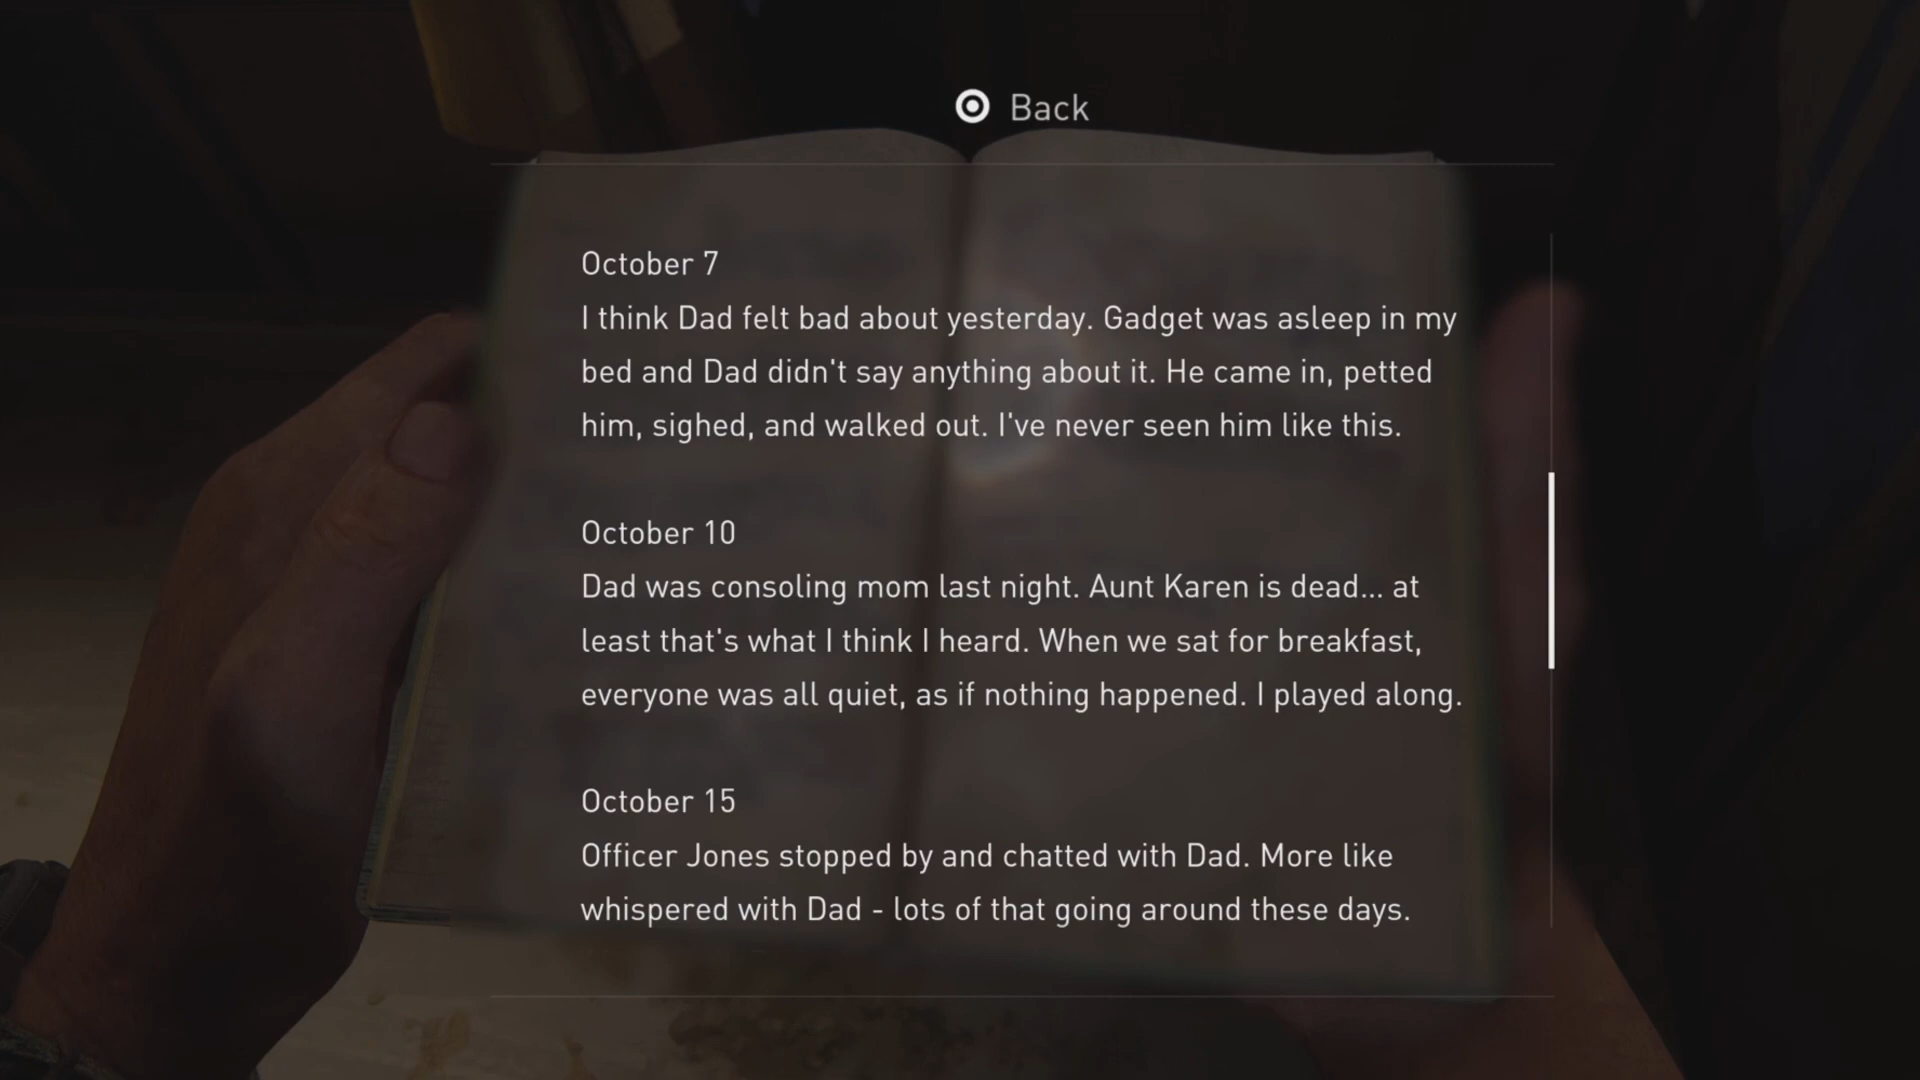 Back
October 7
I think Dad felt bad about yesterday. Gadget was asleep in my
bed and Dad didn't say anything about it. He came in, petted
him, sighed, and walked out. I've never seen him like this.
October 10
Dad was consoling mom last night. Aunt Karen is dead... at
least that's what I think I heard. When we sat for breakfast,
everyone was all quiet, as if nothing happened. I played along.
October 15
Officer Jones stopped by and chatted with Dad. More like
whispered with Dad - lots of that going around these days.